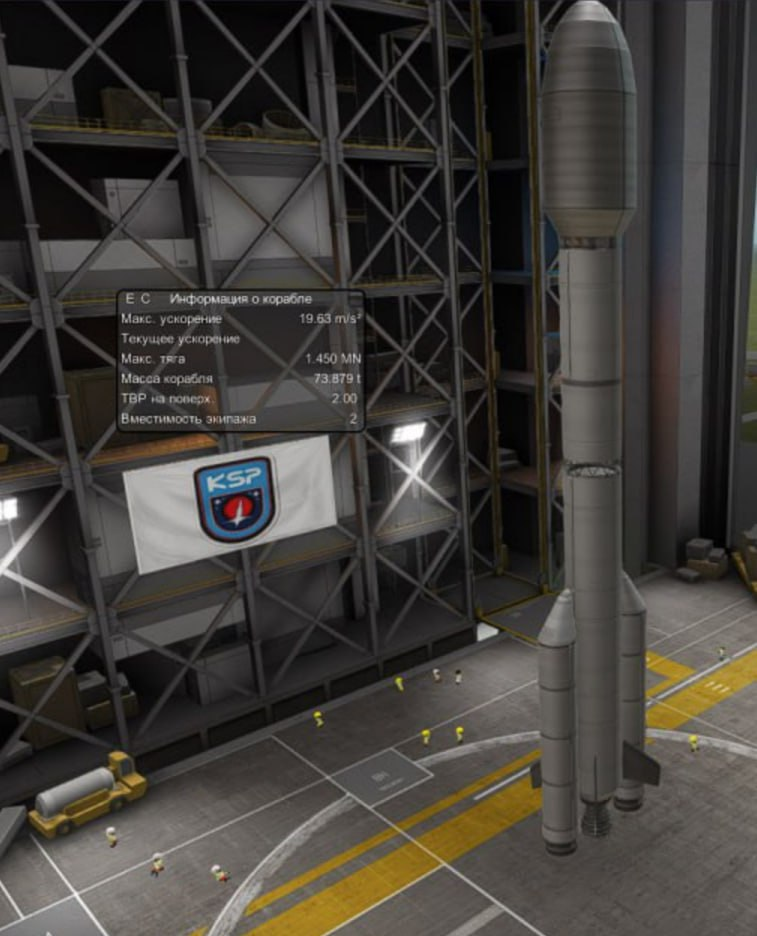 E C Информация о корабле
Макс. ускорение 19.63 m/s²
Текущее ускорение
Макс. тяга 1.450 MN
Масса корабля 73.879 t
ТВР на поверх. 2.00
Вместимость экипажа 2
KSP